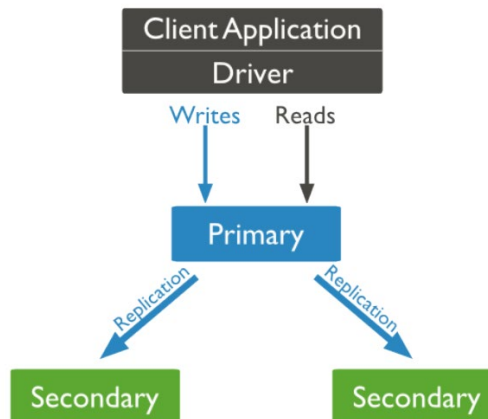 Client Application
Driver
Writes Reads
Primary
Replication Replication
Secondary Secondary